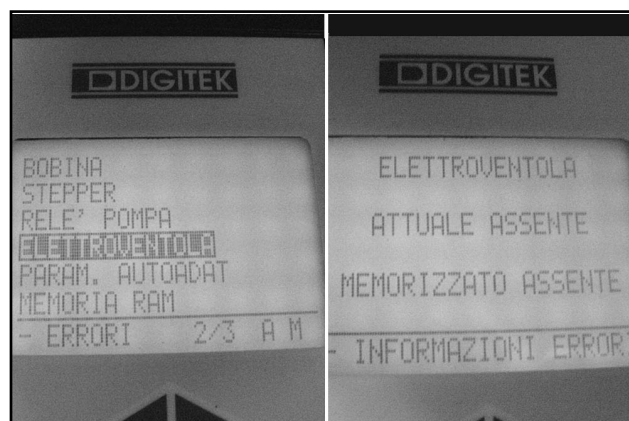 DIGITEK
BOBINA
STEPPER
RELE' POMPA
ELETTROVENTOLA
PARAM. AUTOADAT
MEMORIA RAM
- ERRORI 2/3 A M
DIGITEK
ELETTROVENTOLA
ATTUALE ASSENTE
MEMORIZZATO ASSENTE
- INFORMAZIONI ERRORI